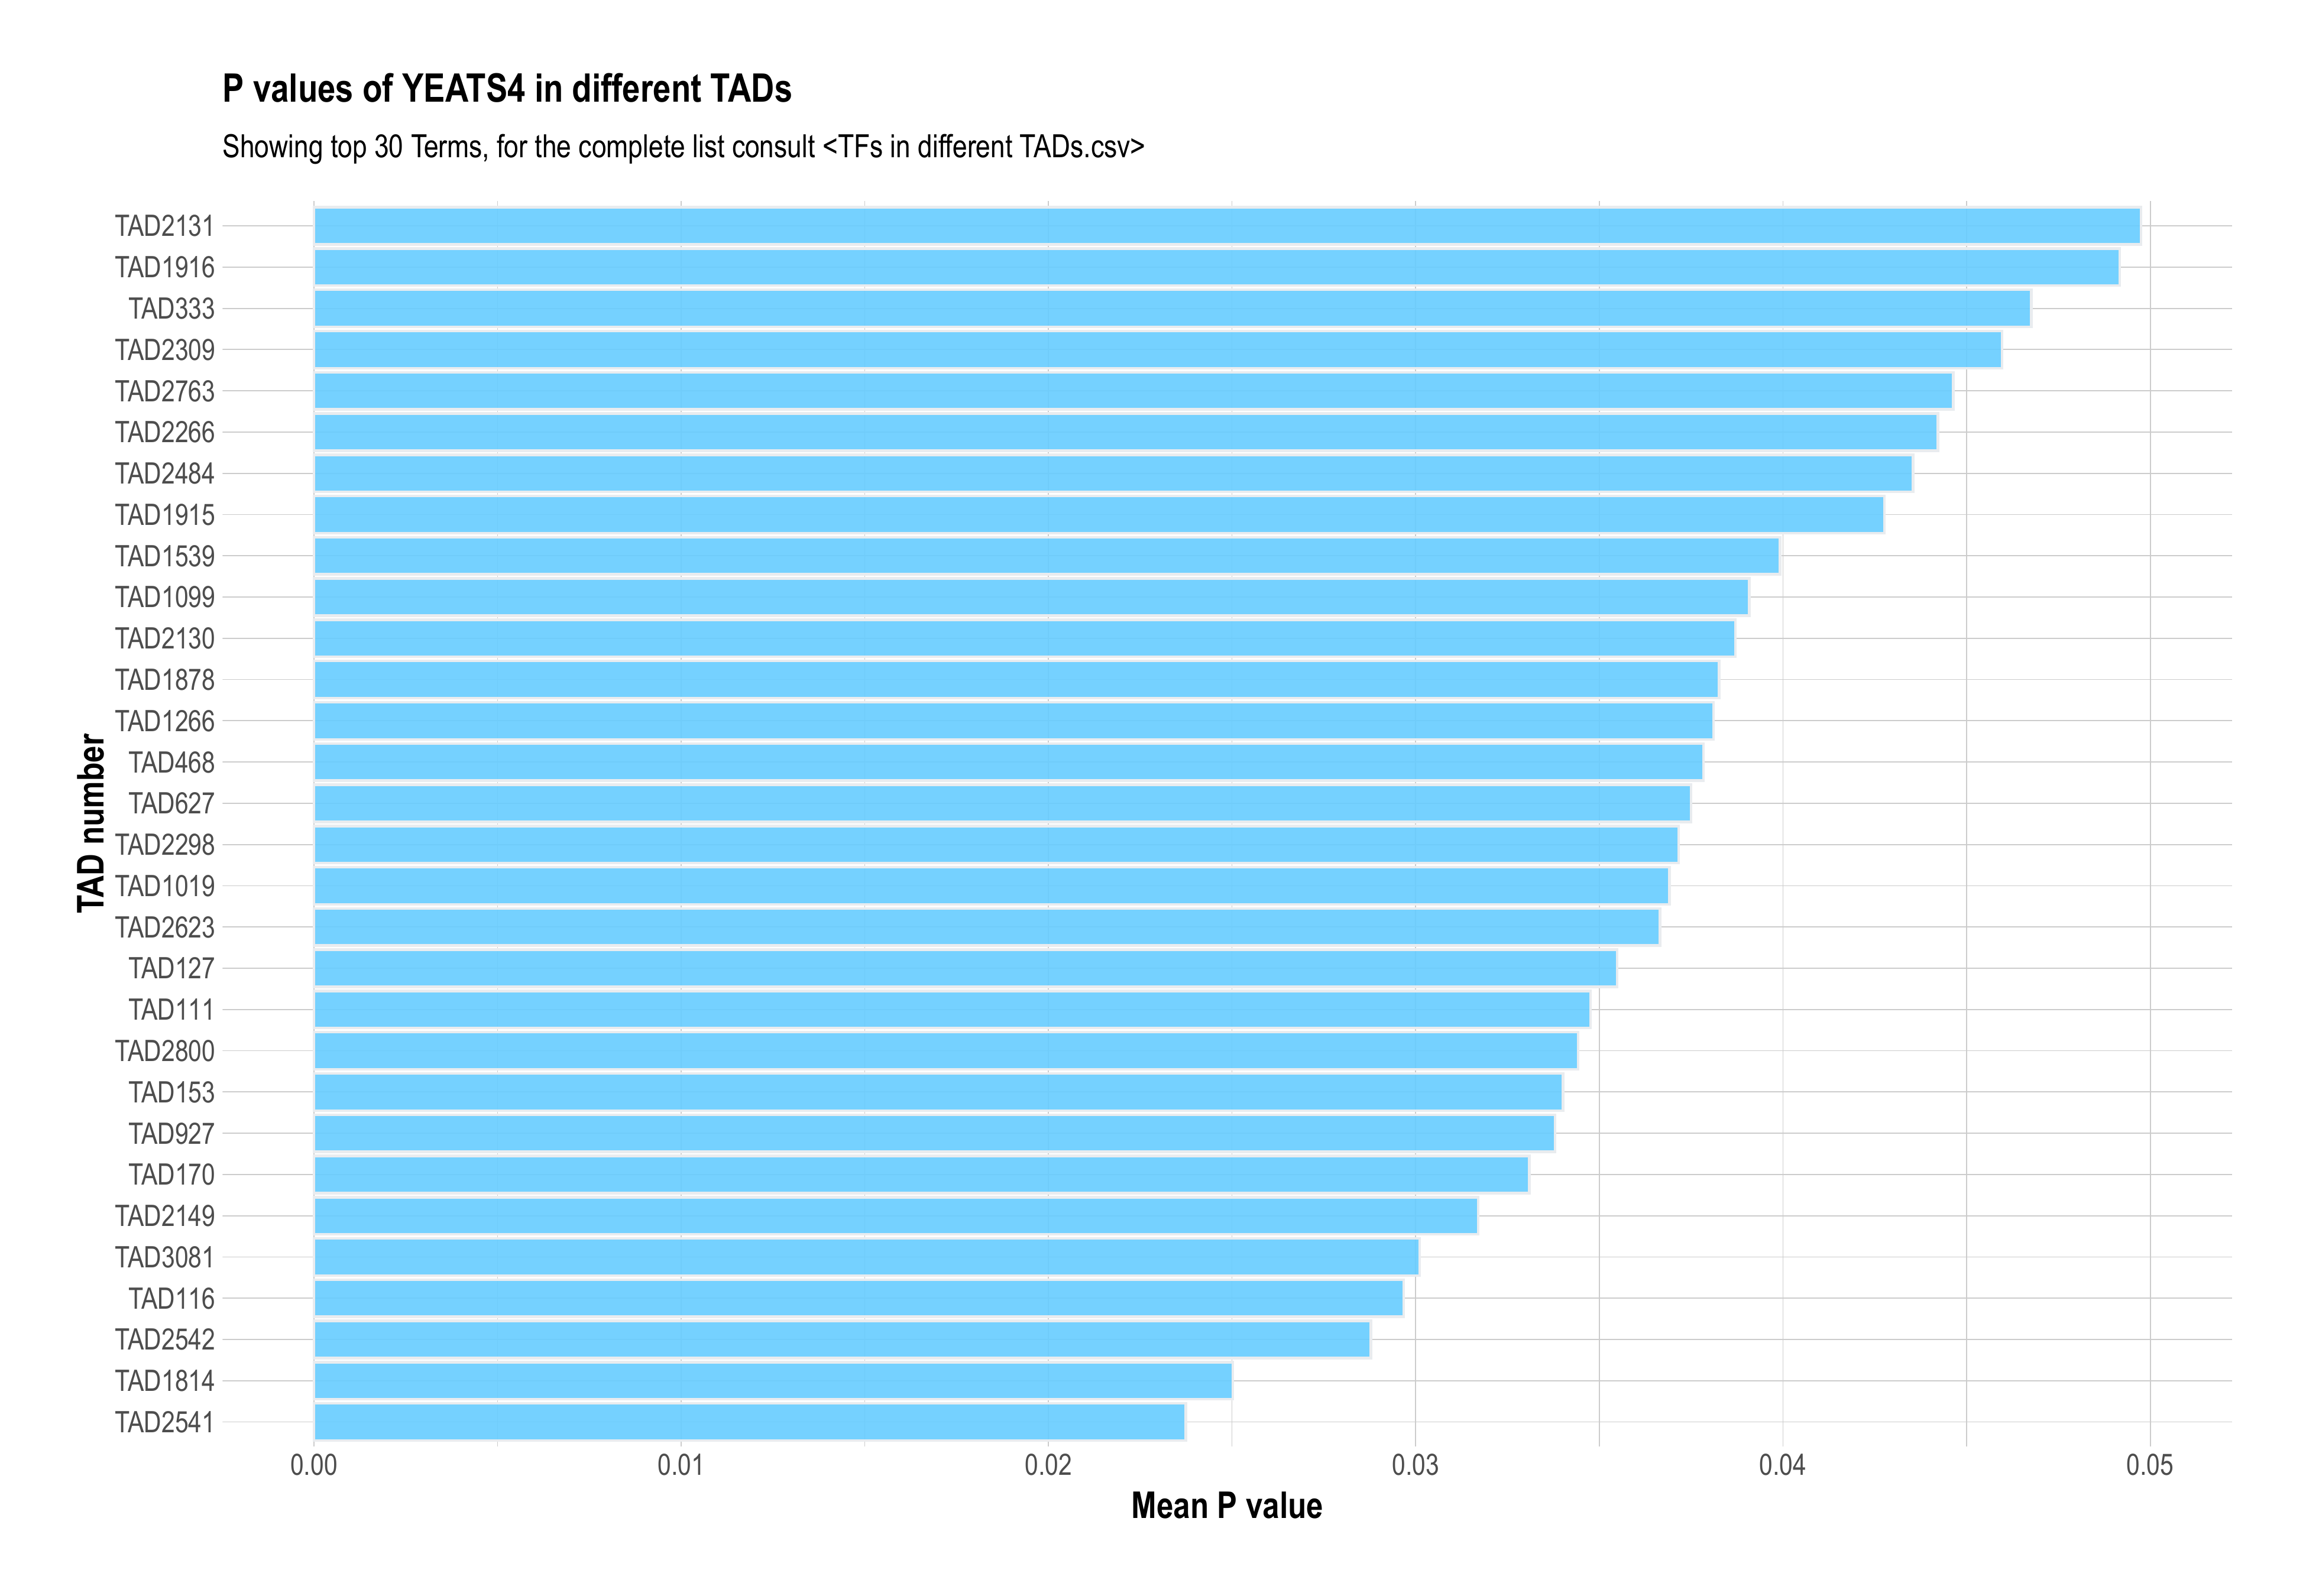 P values of YEATS4 in different TADs
Showing top 30 Terms, for the complete list consult <TFs in different TADs.csv>
TAD number
TAD2131
TAD1916
TAD333
TAD2309
TAD2763
TAD2266
TAD2484
TAD1915
TAD1539
TAD1099
TAD2130
TAD1878
TAD1266
TAD468
TAD627
TAD2298
TAD1019
TAD2623
TAD127
TAD111
TAD2800
TAD153
TAD927
TAD170
TAD2149
TAD3081
TAD116
TAD2542
TAD1814
TAD2541
0.00 0.01 0.02 0.03 0.04 0.05
Mean P value